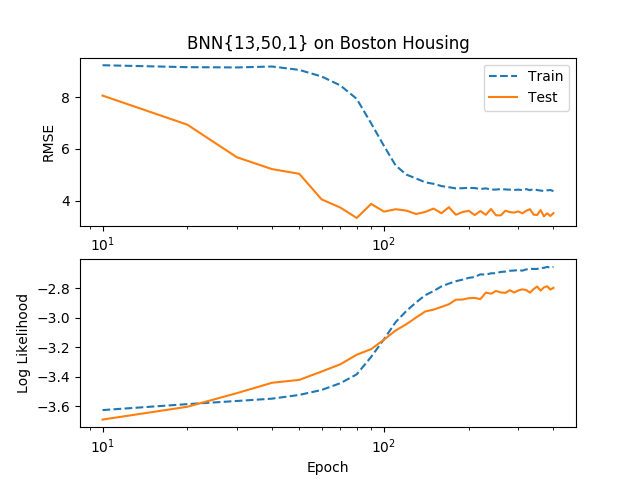 BNN{13,50,1} on Boston Housing
RMSE
8
6
4
Train
Test
10¹
10²
Log Likelihood
−2.8
−3.0
−3.2
−3.4
−3.6
10¹
10²
Epoch